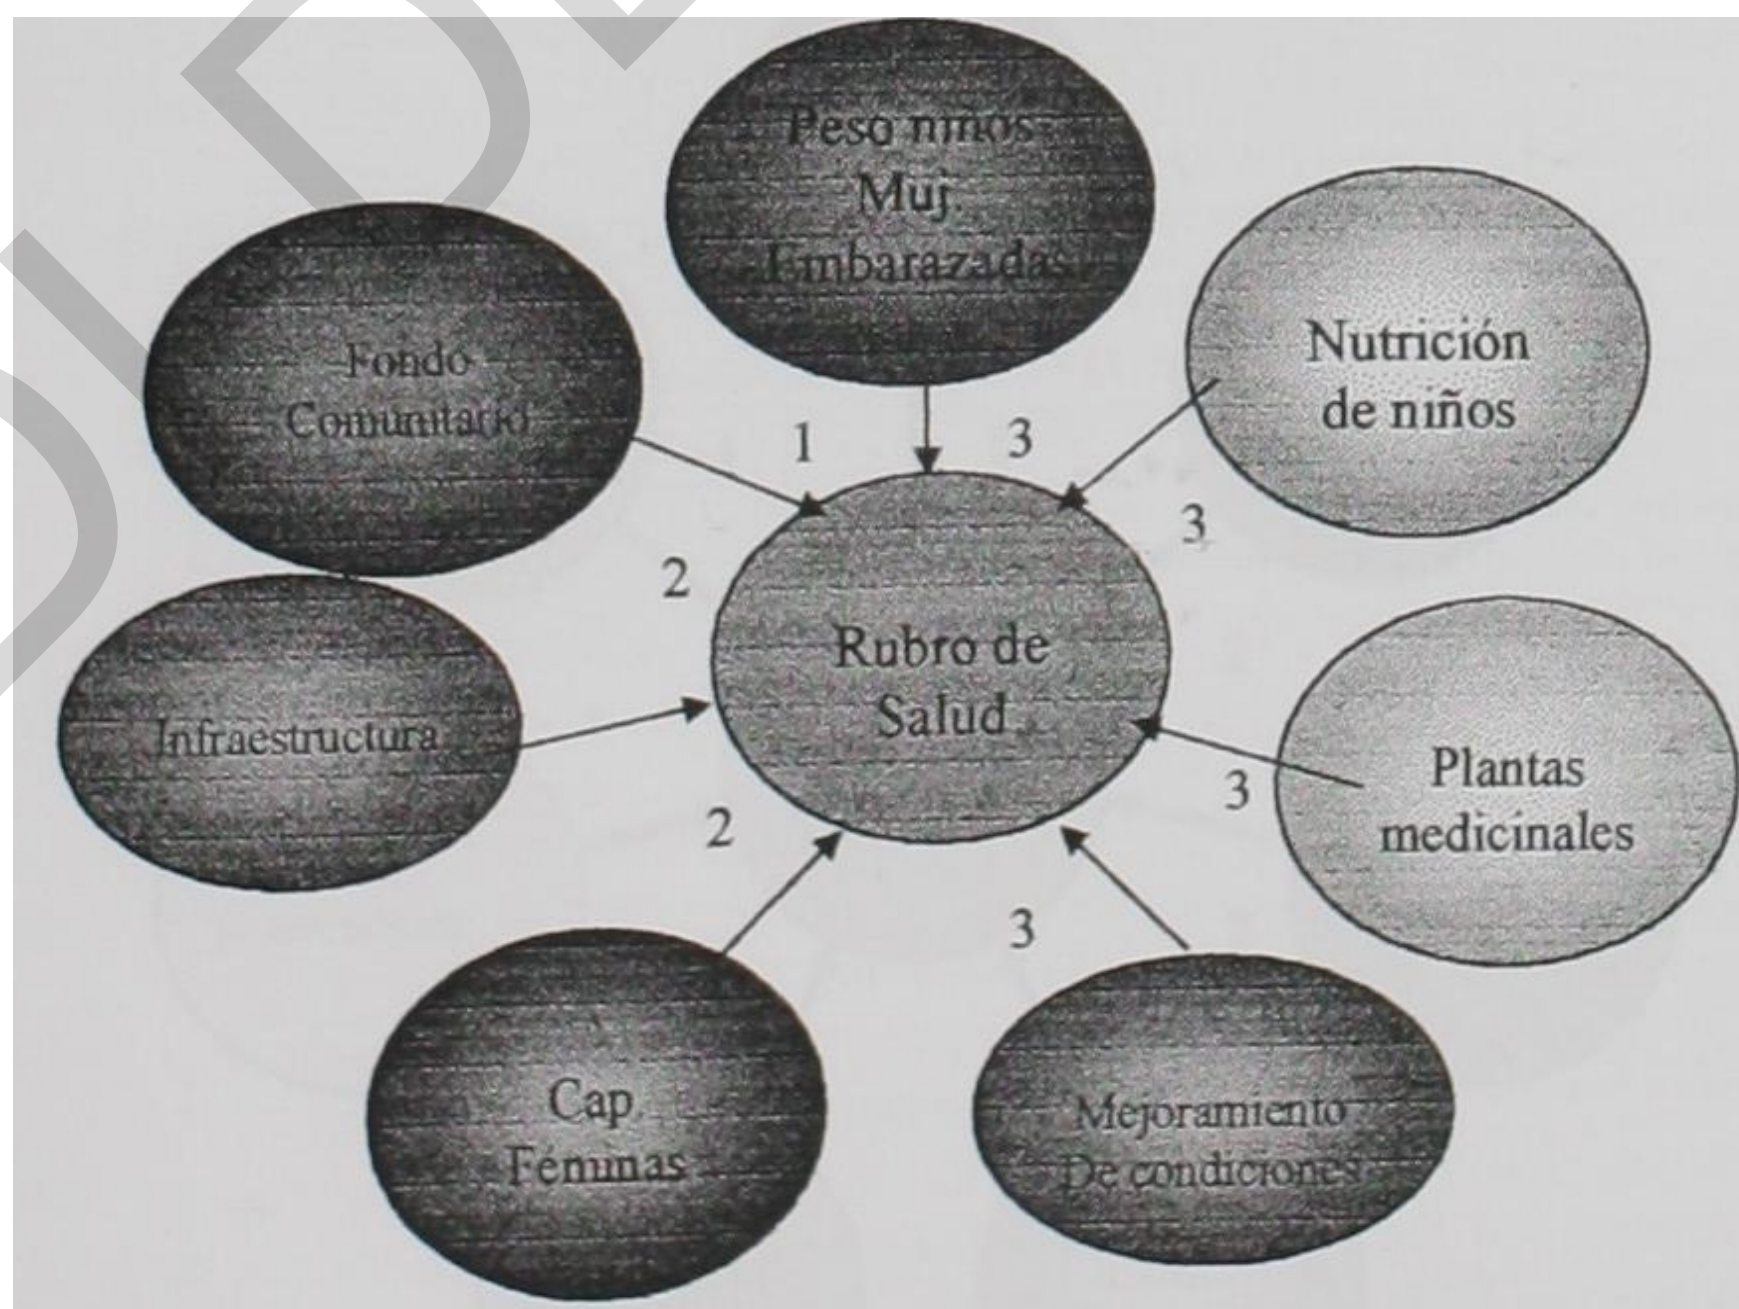 Peso niños
Muj.
Embarazadas
Nutrición
de niños
Fondo
Comunitario
1
3
3
2
Rubro de
Salud
Infraestructura
Plantas
medicinales
3
2
3
Cap
Féminas
Mejoramiento
De condiciones